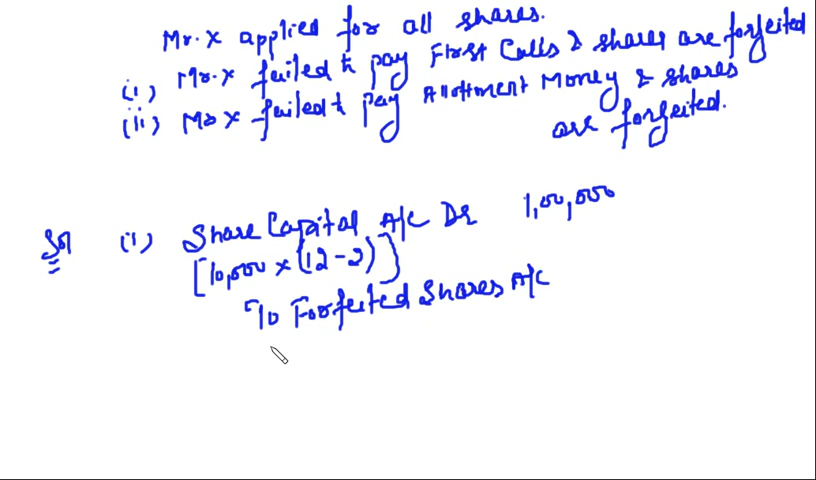 Mr. X applied for all shares.
(i) Mr. X failed to pay First Calls & shares are forfeited
(ii) Mr X failed to pay Allotment Money & shares are forfeited.
Sol (i) Share Capital A/C Dr 1,00,000
[10,000 x (12-2)]
To Forfeited Shares A/C